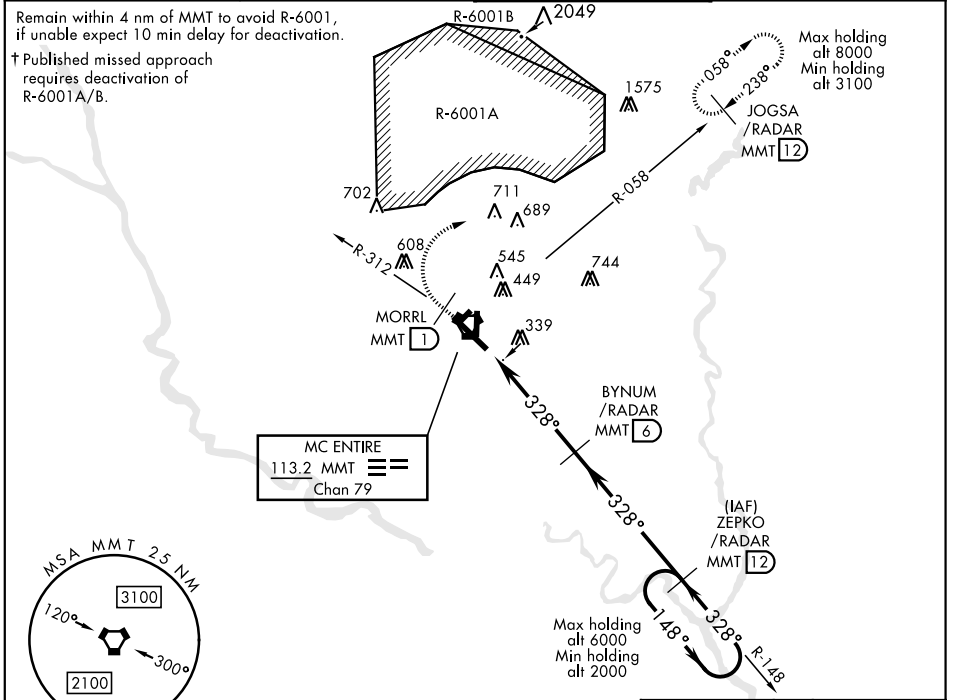 Remain within 4 nm of MMT to avoid R-6001,
if unable expect 10 min delay for deactivation.
† Published missed approach
requires deactivation of
R-6001A/B.
R-6001B
2049
1575
R-6001A
058°
238°
Max holding
alt 8000
Min holding
alt 3100
JOGSA
/RADAR
MMT 12
R-058
702
711
689
R-312
608
545
449
744
339
MORRL
MMT 1
328°
BYNUM
/RADAR
MMT 6
MC ENTIRE
113.2 MMT
Chan 79
328°
(IAF)
ZEPKO
/RADAR
MMT 12
148°
328°
R-148
Max holding
alt 6000
Min holding
alt 2000
MSA MMT 25 NM
3100
120°
300°
2100